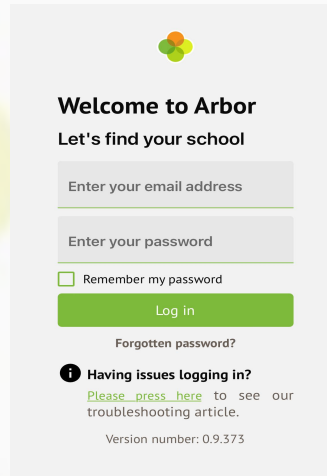 Welcome to Arbor
Let's find your school
Enter your email address
Enter your password
Remember my password
Log in
Forgotten password?
Having issues logging in?
Please press here to see our
troubleshooting article.
Version number: 0.9.373